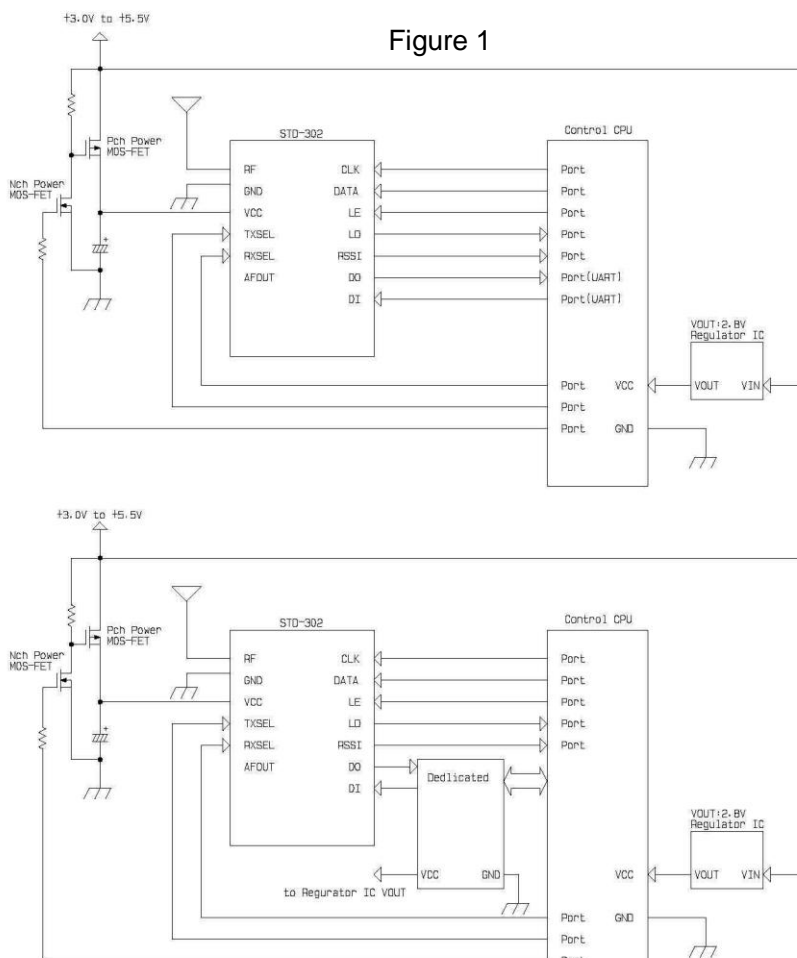 Figure 1
+3.0V to +5.5V
STD-302
Control CPU
Pch Power
MOS-FET
Nch Power
MOS-FET
RF
GND
VCC
TXSEL
RXSEL
AFOUT
CLK
DATA
LE
LD
RSSI
DO
DI
Port
Port
Port
Port
Port
Port(UART)
Port(UART)
VOUT:2.8V
Regulator IC
Port
VCC
VOUT
VIN
Port
Port
GND
+3.0V to +5.5V
STD-302
Control CPU
Pch Power
MOS-FET
Nch Power
MOS-FET
RF
GND
VCC
TXSEL
RXSEL
AFOUT
CLK
DATA
LE
LD
RSSI
DO
DI
Port
Port
Port
Port
Port
Dedlicated
VCC
GND
to Regurator IC VOUT
VOUT:2.8V
Regulator IC
VCC
VOUT
VIN
Port
GND
Port